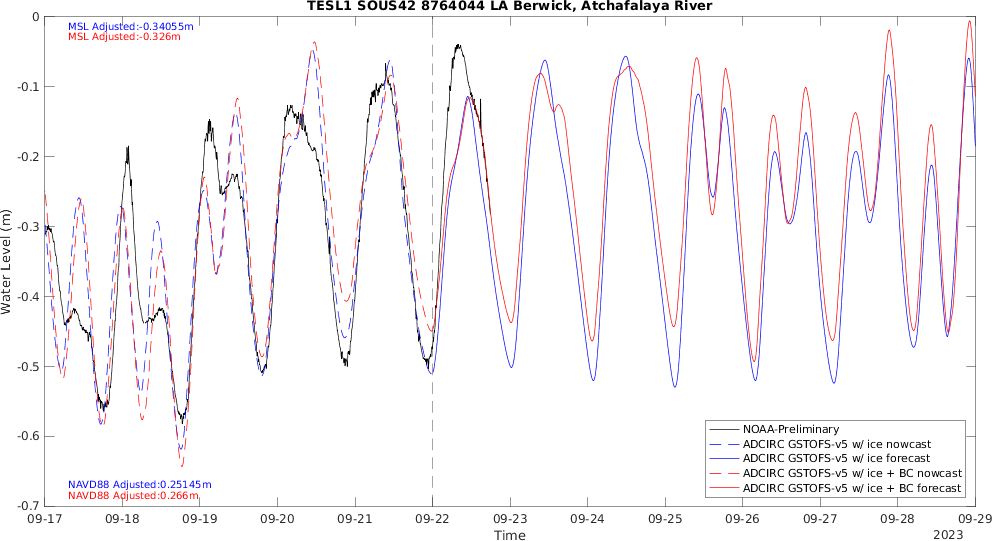 TESL1 SOUS42 8764044 LA Berwick, Atchafalaya River
MSL Adjusted:-0.34055m
MSL Adjusted:-0.326m
0
-0.1
-0.2
-0.3
-0.4
-0.5
-0.6
-0.7
Water Level (m)
NAVD88 Adjusted:0.25145m
NAVD88 Adjusted:0.266m
NOAA-Preliminary
ADCIRC GSTOFS-v5 w/ ice nowcast
ADCIRC GSTOFS-v5 w/ ice forecast
ADCIRC GSTOFS-v5 w/ ice + BC nowcast
ADCIRC GSTOFS-v5 w/ ice + BC forecast
09-17 09-18 09-19 09-20 09-21 09-22 09-23 09-24 09-25 09-26 09-27 09-28 09-29
Time
2023